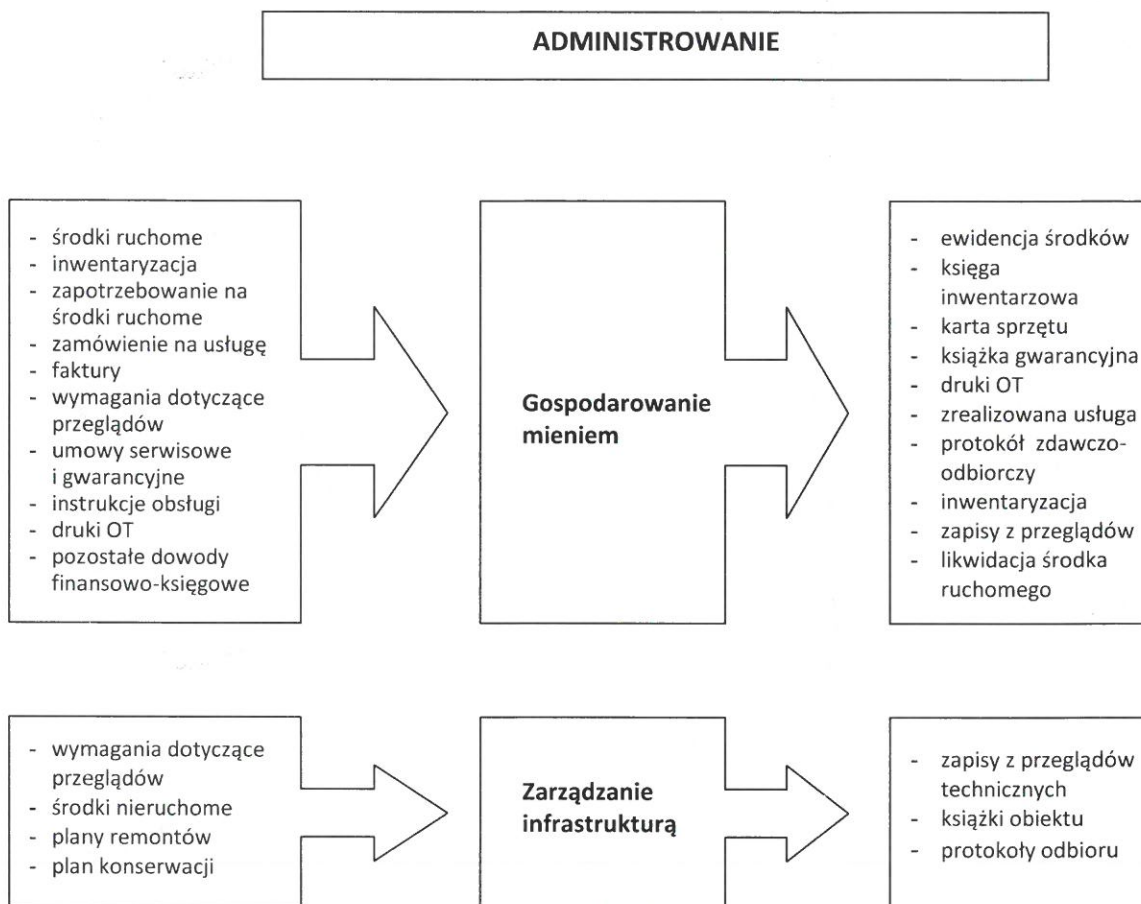 ADMINISTROWANIE
- środki ruchome
- inwentaryzacja
- zapotrzebowanie na
środki ruchome
- zamówienie na usługę
- faktury
- wymagania dotyczące
przeglądów
- umowy serwisowe
i gwarancyjne
- instrukcje obsługi
- druki OT
- pozostałe dowody
finansowo-księgowe
Gospodarowanie
mieniem
- ewidencja środków
- księga
inwentarzowa
- karta sprzętu
- książka gwarancyjna
- druki OT
- zrealizowana usługa
- protokół zdawczo-
odbiorczy
- inwentaryzacja
- zapisy z przeglądów
- likwidacja środka
ruchomego
- wymagania dotyczące
przeglądów
- środki nieruchome
- plany remontów
- plan konserwacji
Zarządzanie
infrastrukturą
- zapisy z przeglądów
technicznych
- książki obiektu
- protokoły odbioru